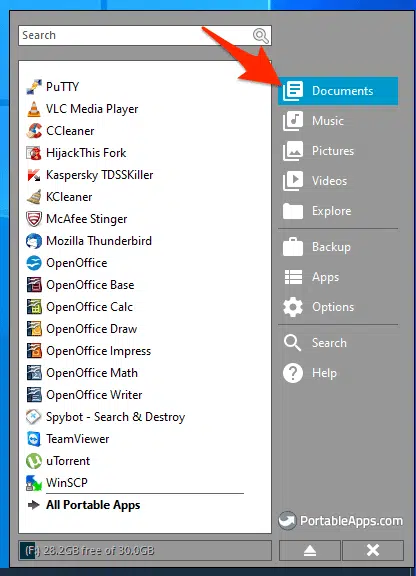 Search
PuTTY
VLC Media Player
CCleaner
HijackThis Fork
Kaspersky TDSSKiller
KCleaner
McAfee Stinger
Mozilla Thunderbird
OpenOffice
OpenOffice Base
OpenOffice Calc
OpenOffice Draw
OpenOffice Impress
OpenOffice Math
OpenOffice Writer
Spybot - Search & Destroy
TeamViewer
uTorrent
WinSCP
All Portable Apps
(F:) 28.2GB free of 30.0GB
Documents
Music
Pictures
Videos
Explore
Backup
Apps
Options
Search
Help
PortableApps.com